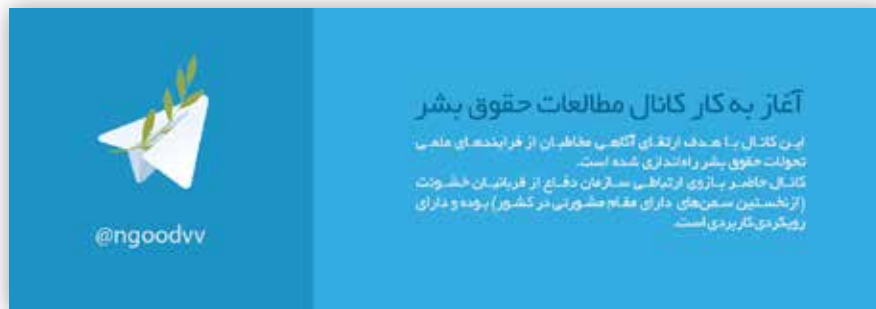 آغاز به کار کانال مطالعات حقوق بشر
این کانال با هدف ارتقای آگاهی مخاطبان از فرایندهای علمی
تحولات حقوق بشر راه‌اندازی شده است.
کانال حاضر بازوی ارتباطی سازمان دفاع از قربانیان خشونت
(از نخستین سمن‌های دارای مقام مشورتی در کشور) بوده و دارای
رویکردی کاربردی است.
@ngoodvv